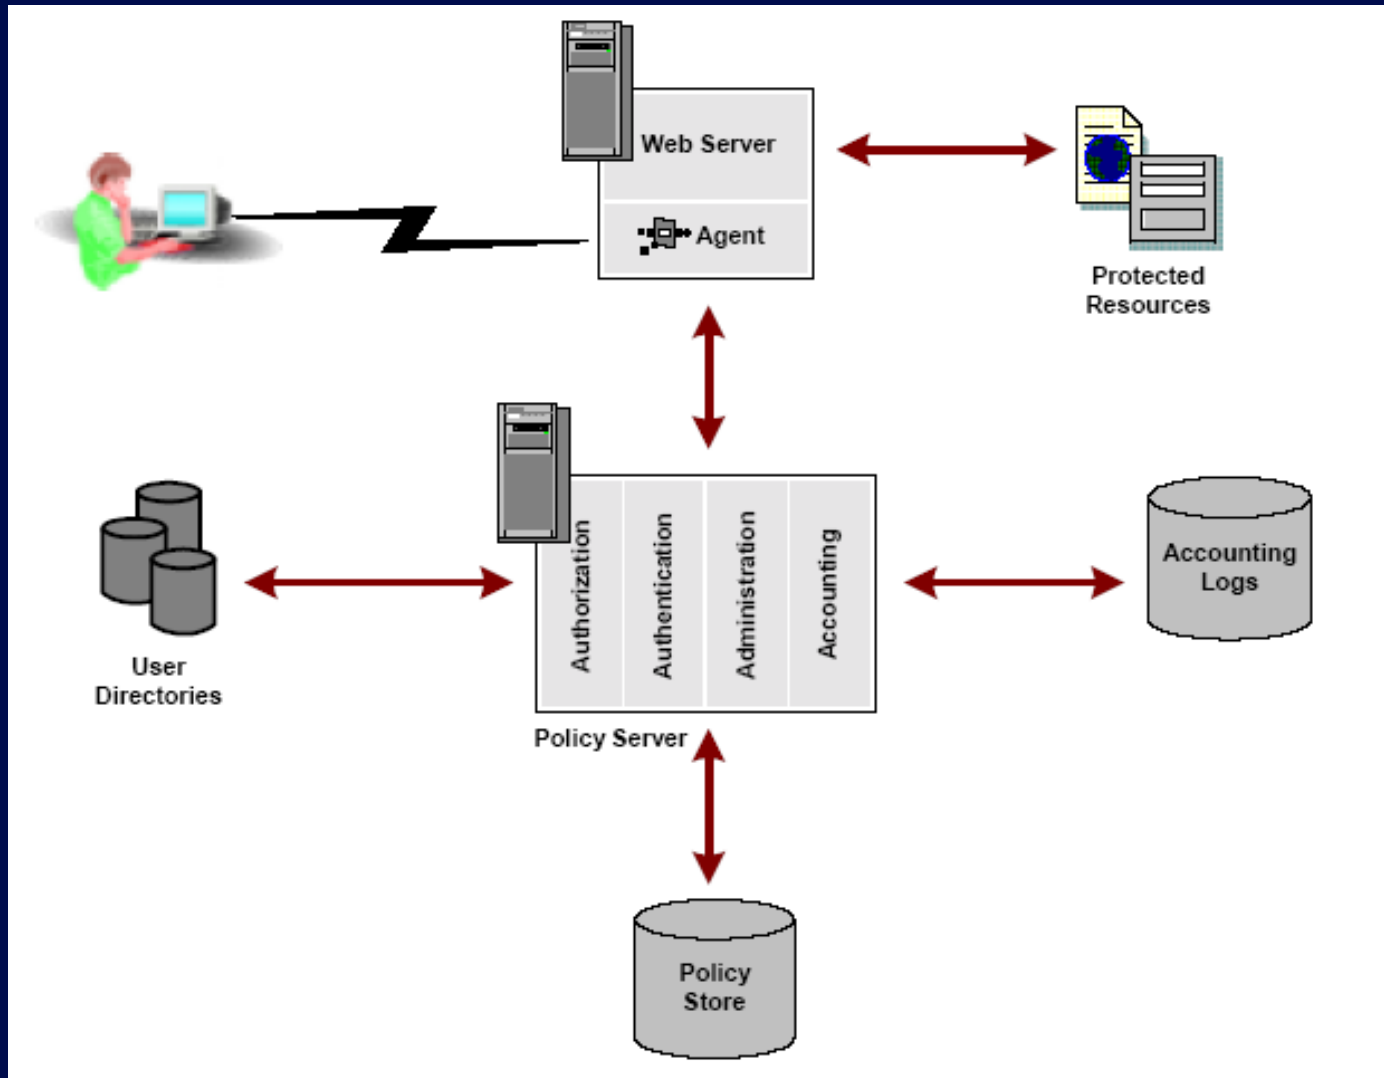 Web Server
Agent
Protected
Resources
Authorization
Authentication
Administration
Accounting
Accounting
Logs
User
Directories
Policy Server
Policy
Store